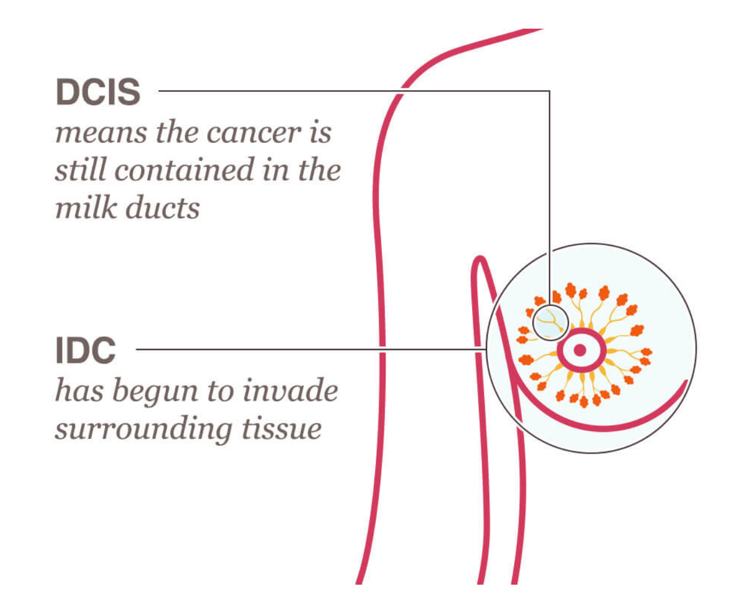 DCIS
means the cancer is
still contained in the
milk ducts
IDC
has begun to invade
surrounding tissue